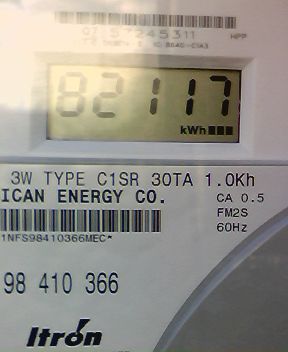 07 57245311 HPP
82117
kWh
3W TYPE C1SR 30TA 1.0Kh
ICAN ENERGY CO. CA 0.5
FM2S
60Hz
1NFS98410366MEC*
98 410 366
Itron